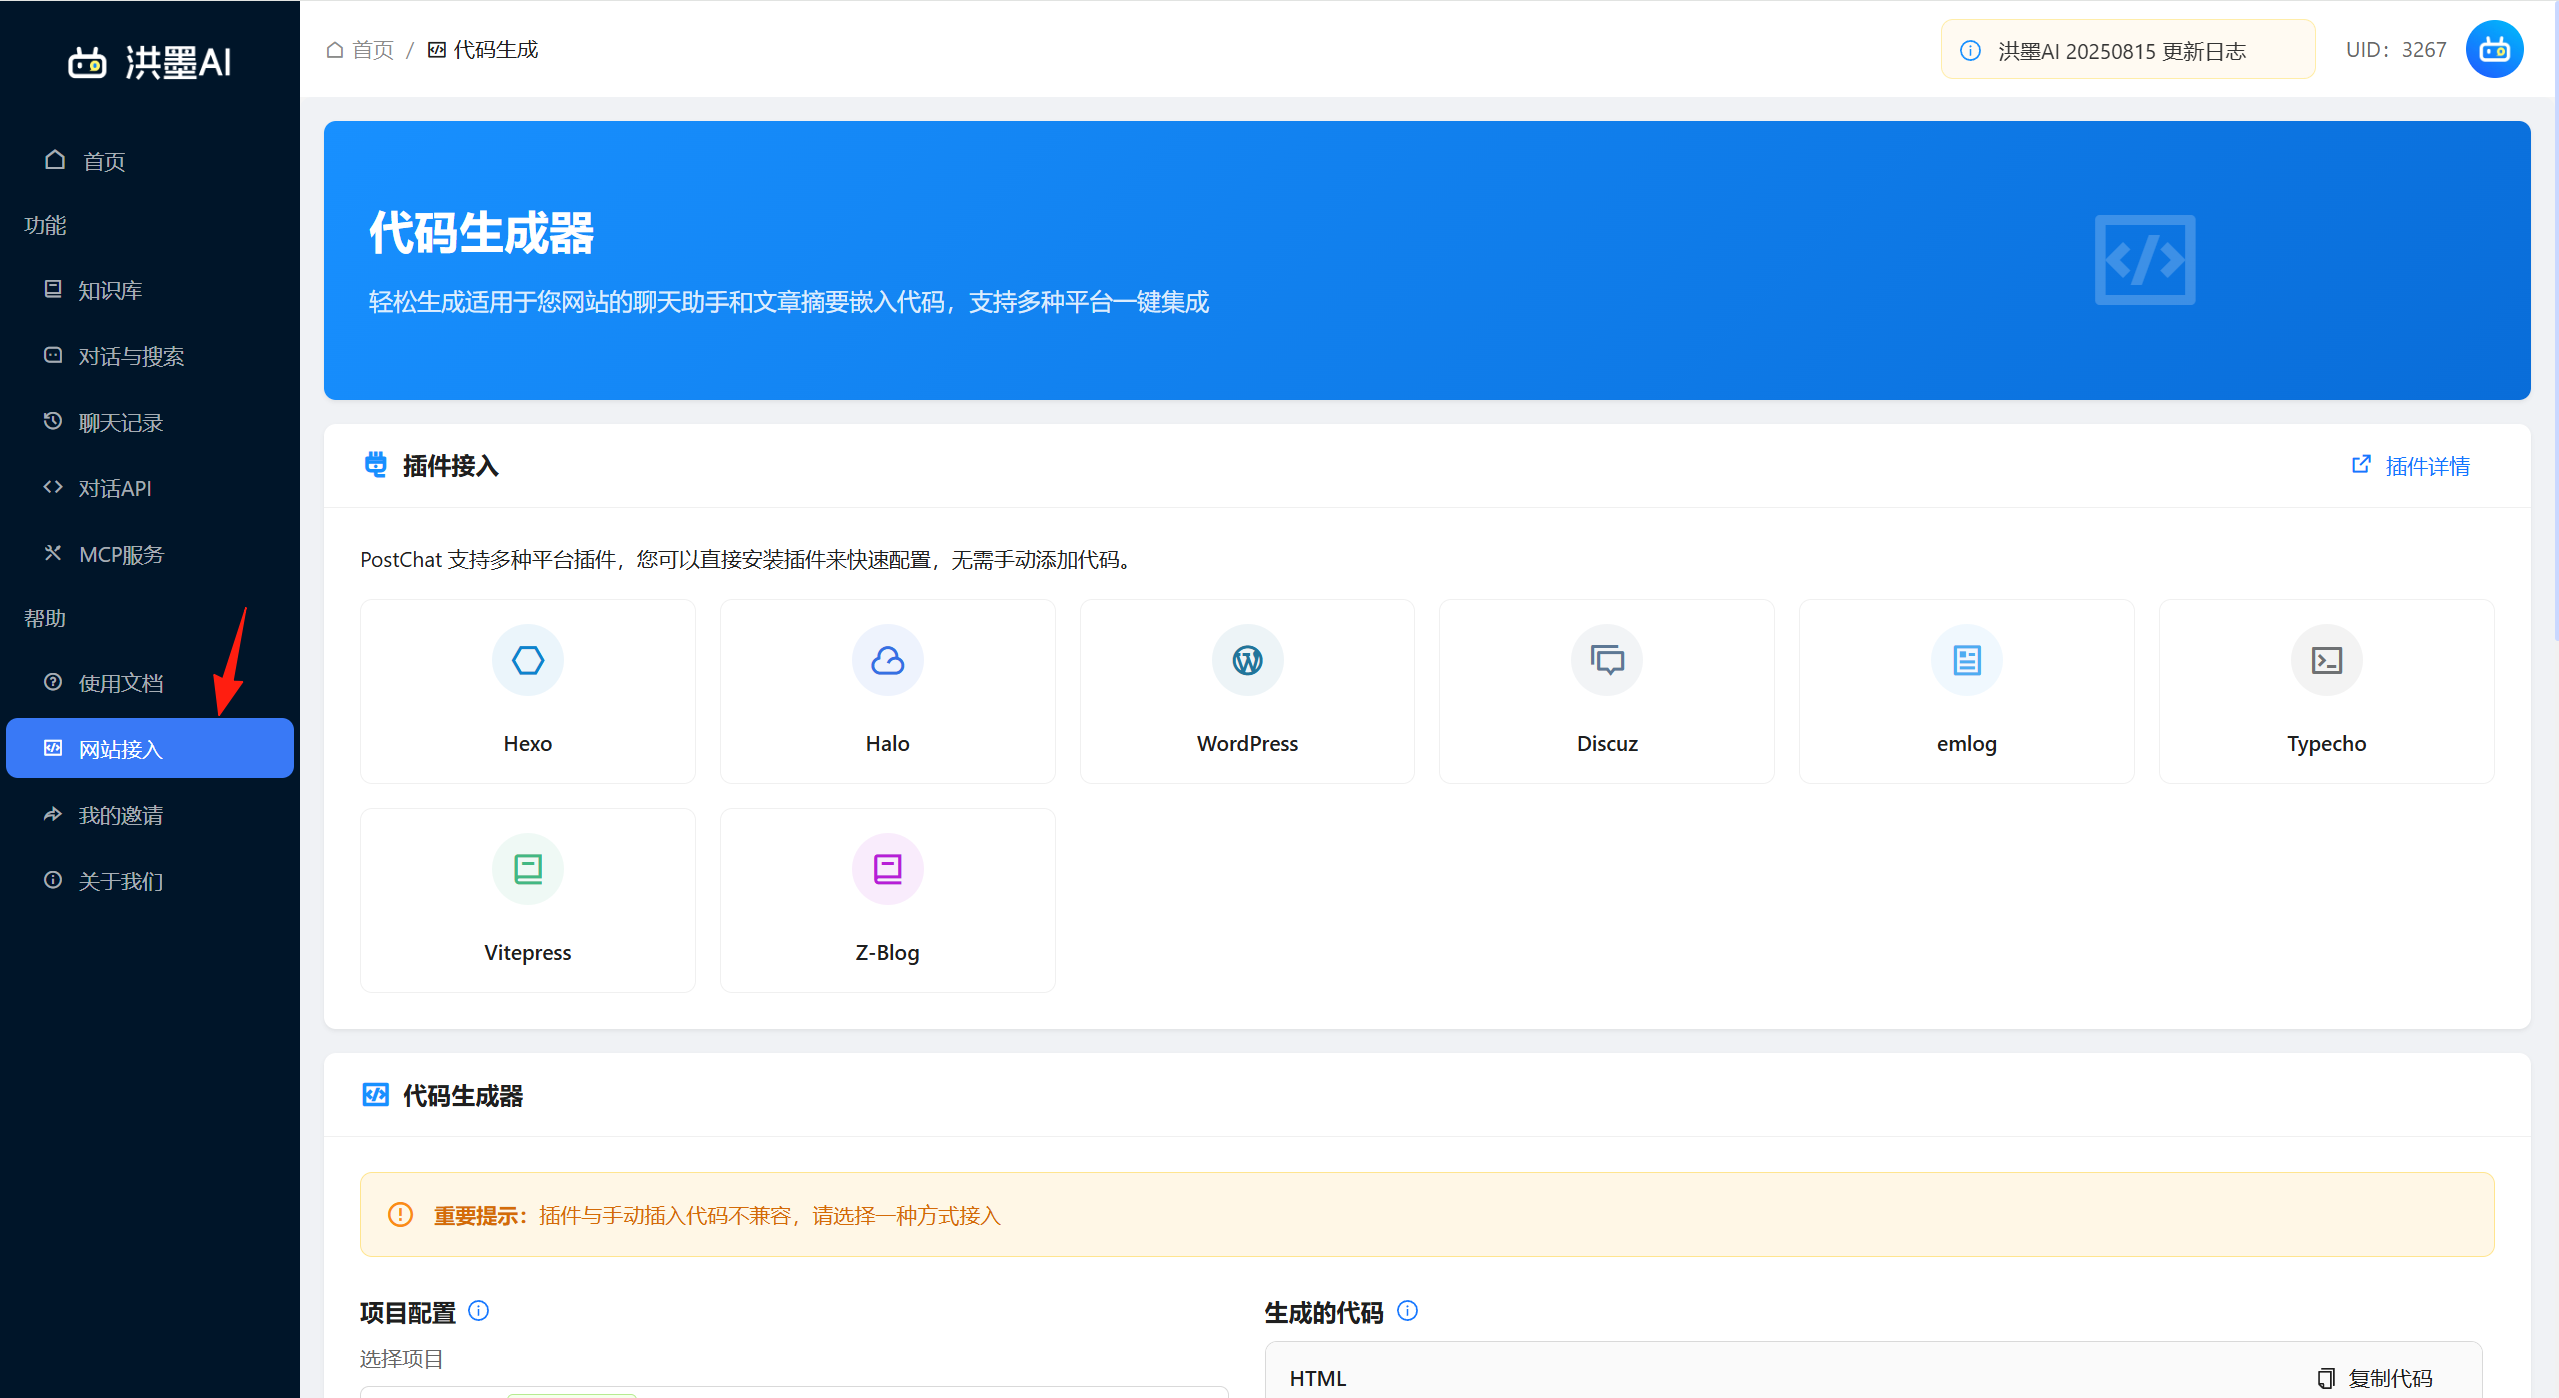 洪墨AI
首页
功能
知识库
对话与搜索
聊天记录
对话API
MCP服务
帮助
使用文档
网站接入
我的邀请
关于我们
首页 / 代码生成
洪墨AI 20250815 更新日志
UID: 3267
代码生成器
轻松生成适用于您网站的聊天助手和文章摘要嵌入代码，支持多种平台一键集成
插件接入
插件详情
PostChat 支持多种平台插件，您可以直接安装插件来快速配置，无需手动添加代码。
Hexo
Halo
WordPress
Discuz
emlog
Typecho
Vitepress
Z-Blog
代码生成器
重要提示：插件与手动插入代码不兼容，请选择一种方式接入
项目配置
选择项目
生成的代码
HTML
复制代码